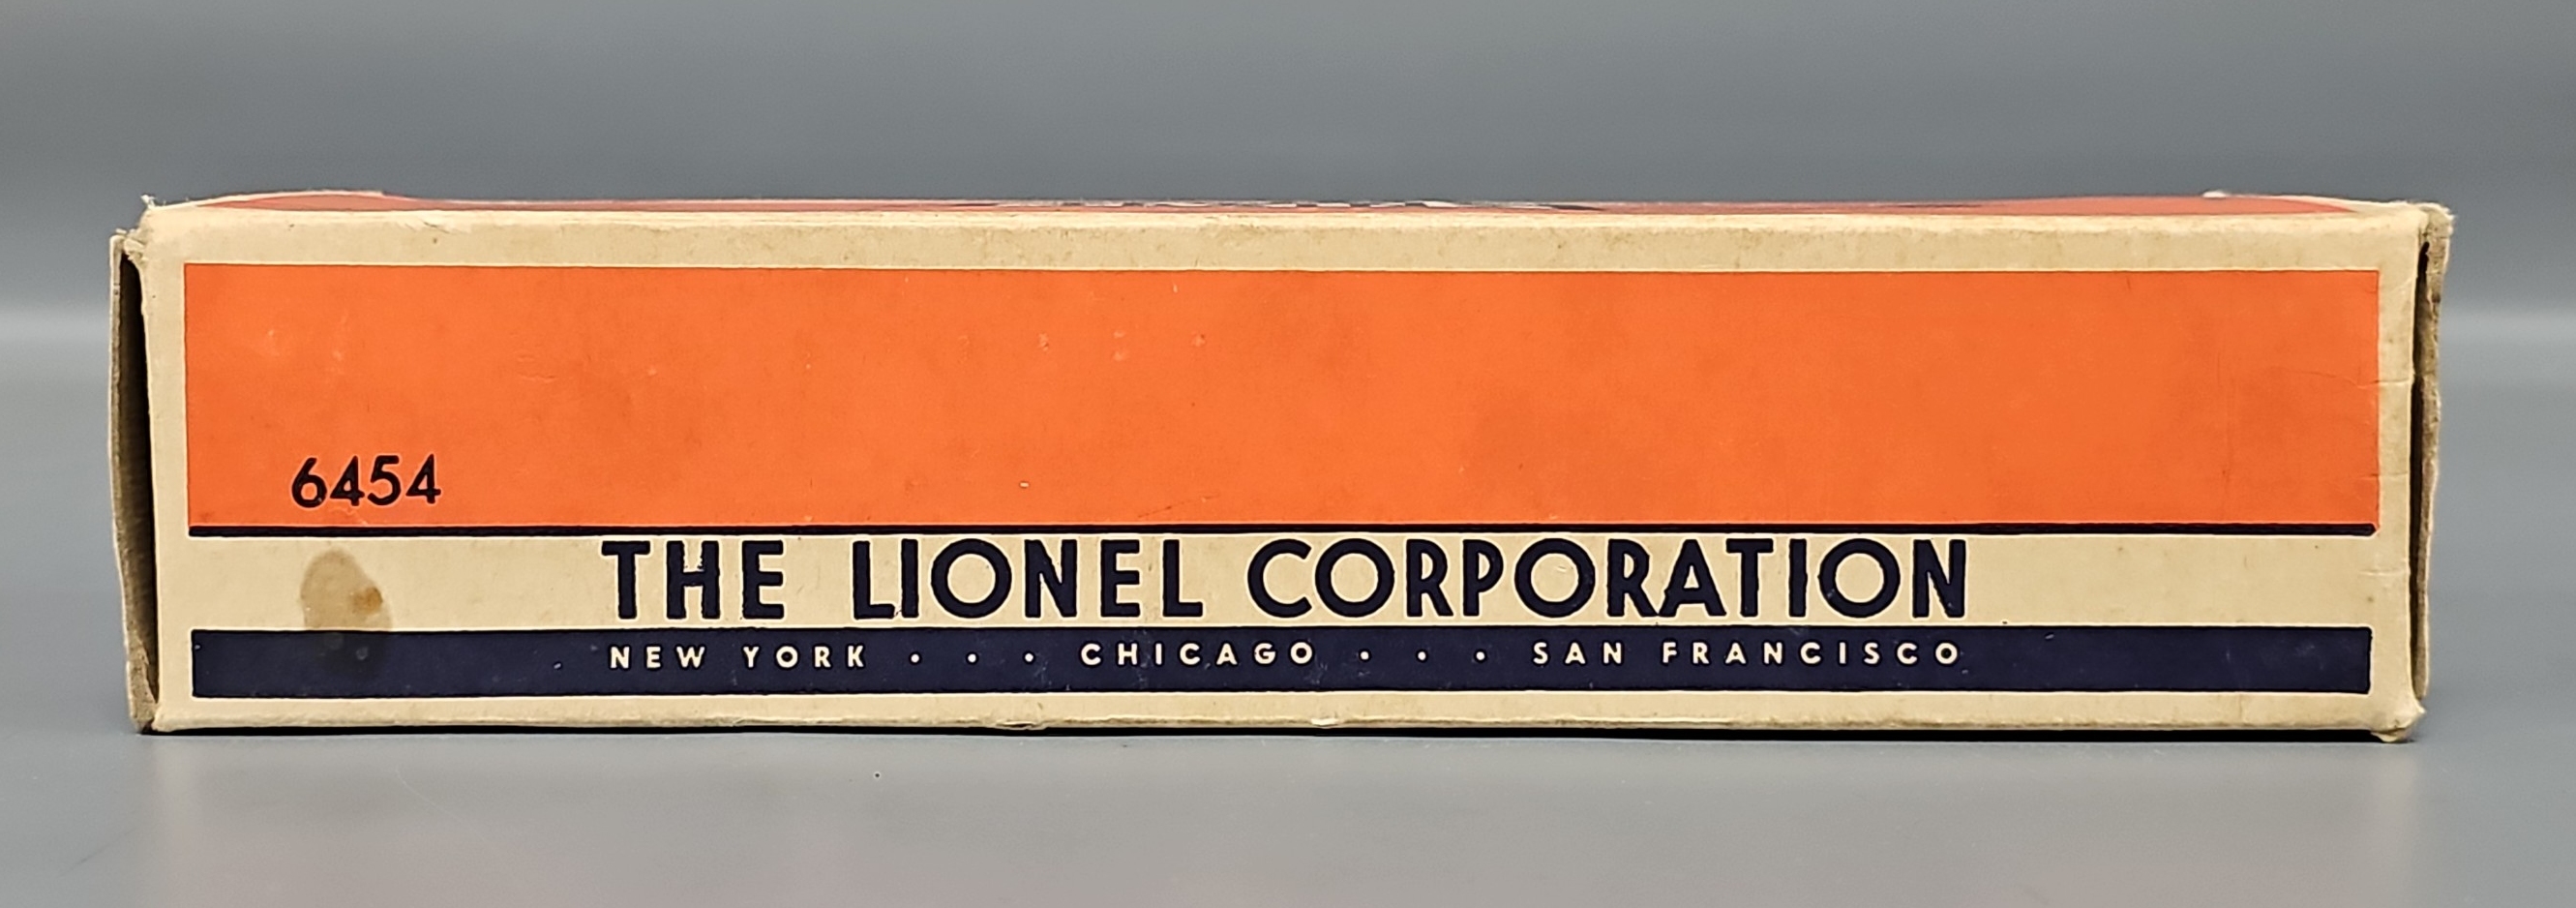 6454
THE LIONEL CORPORATION
NEW YORK . . . CHICAGO . . . SAN FRANCISCO